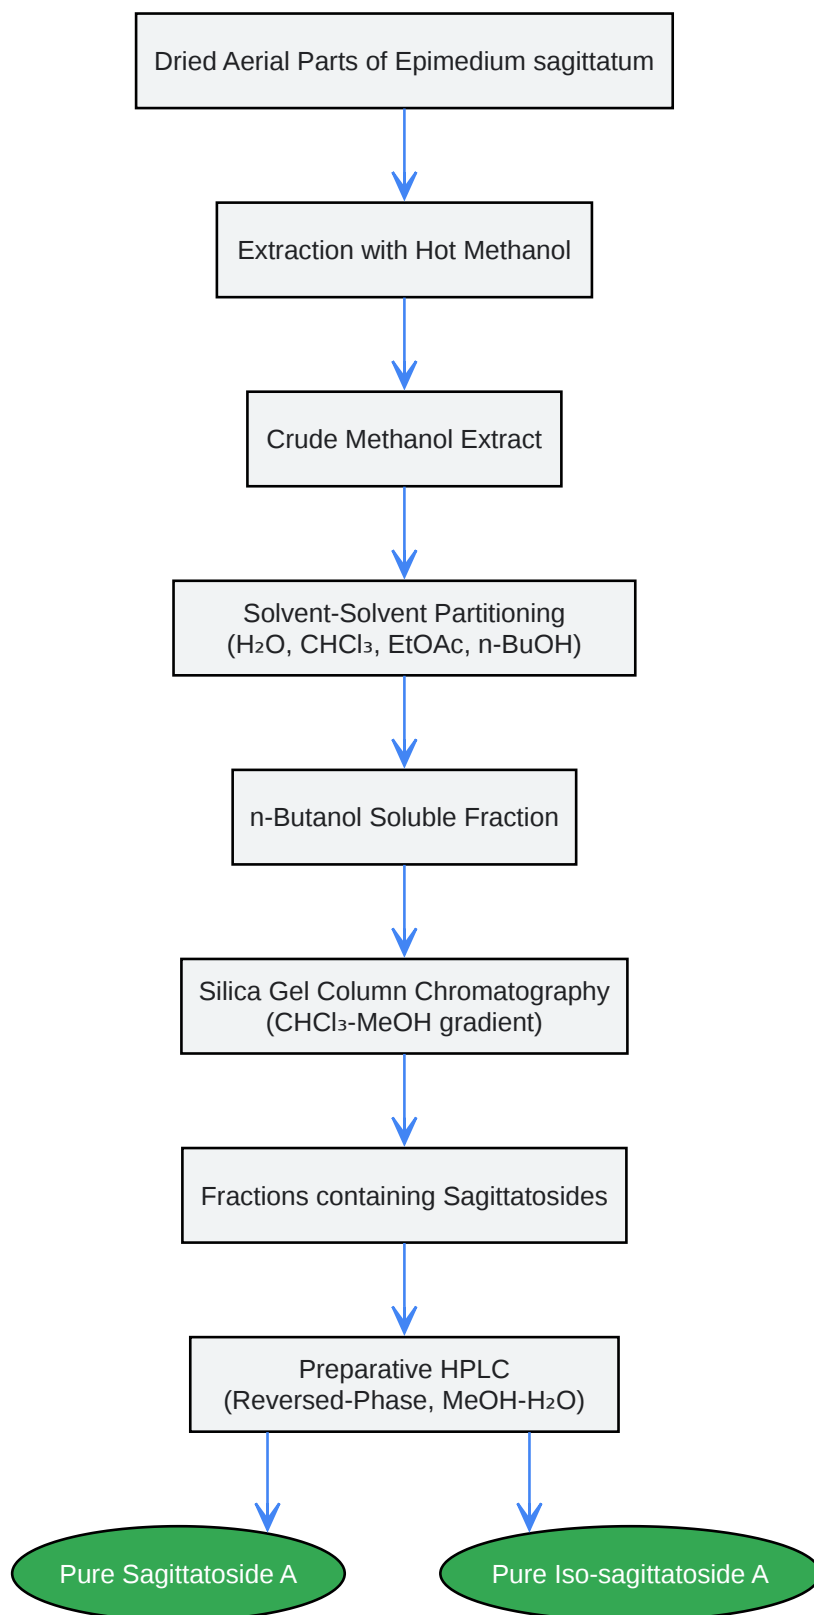 Dried Aerial Parts of Epimedium sagittatum
Extraction with Hot Methanol
Crude Methanol Extract
Solvent-Solvent Partitioning
(H₂O, CHCl₃, EtOAc, n-BuOH)
n-Butanol Soluble Fraction
Silica Gel Column Chromatography
(CHCl₃-MeOH gradient)
Fractions containing Sagittatosides
Preparative HPLC
(Reversed-Phase, MeOH-H₂O)
Pure Sagittatoside A
Pure Iso-sagittatoside A